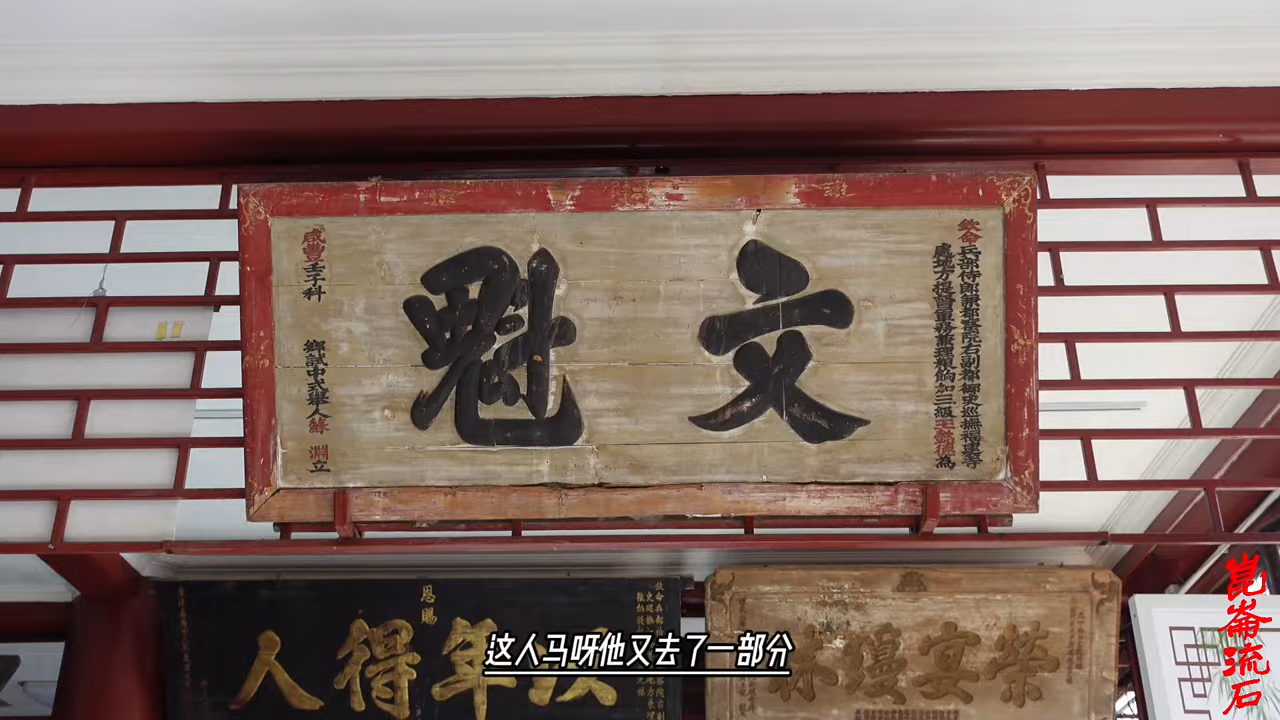 欽命兵部侍郎兼都察院右副都御史巡撫福建等
處地方提督軍務兼理糧餉加三級王懿德為
文魁
咸豐壬子科 鄉試中式舉人綠 淵立
恩賜
年得人
榮宴瓊林
这人马呀他又去了一部分
崑崙流石